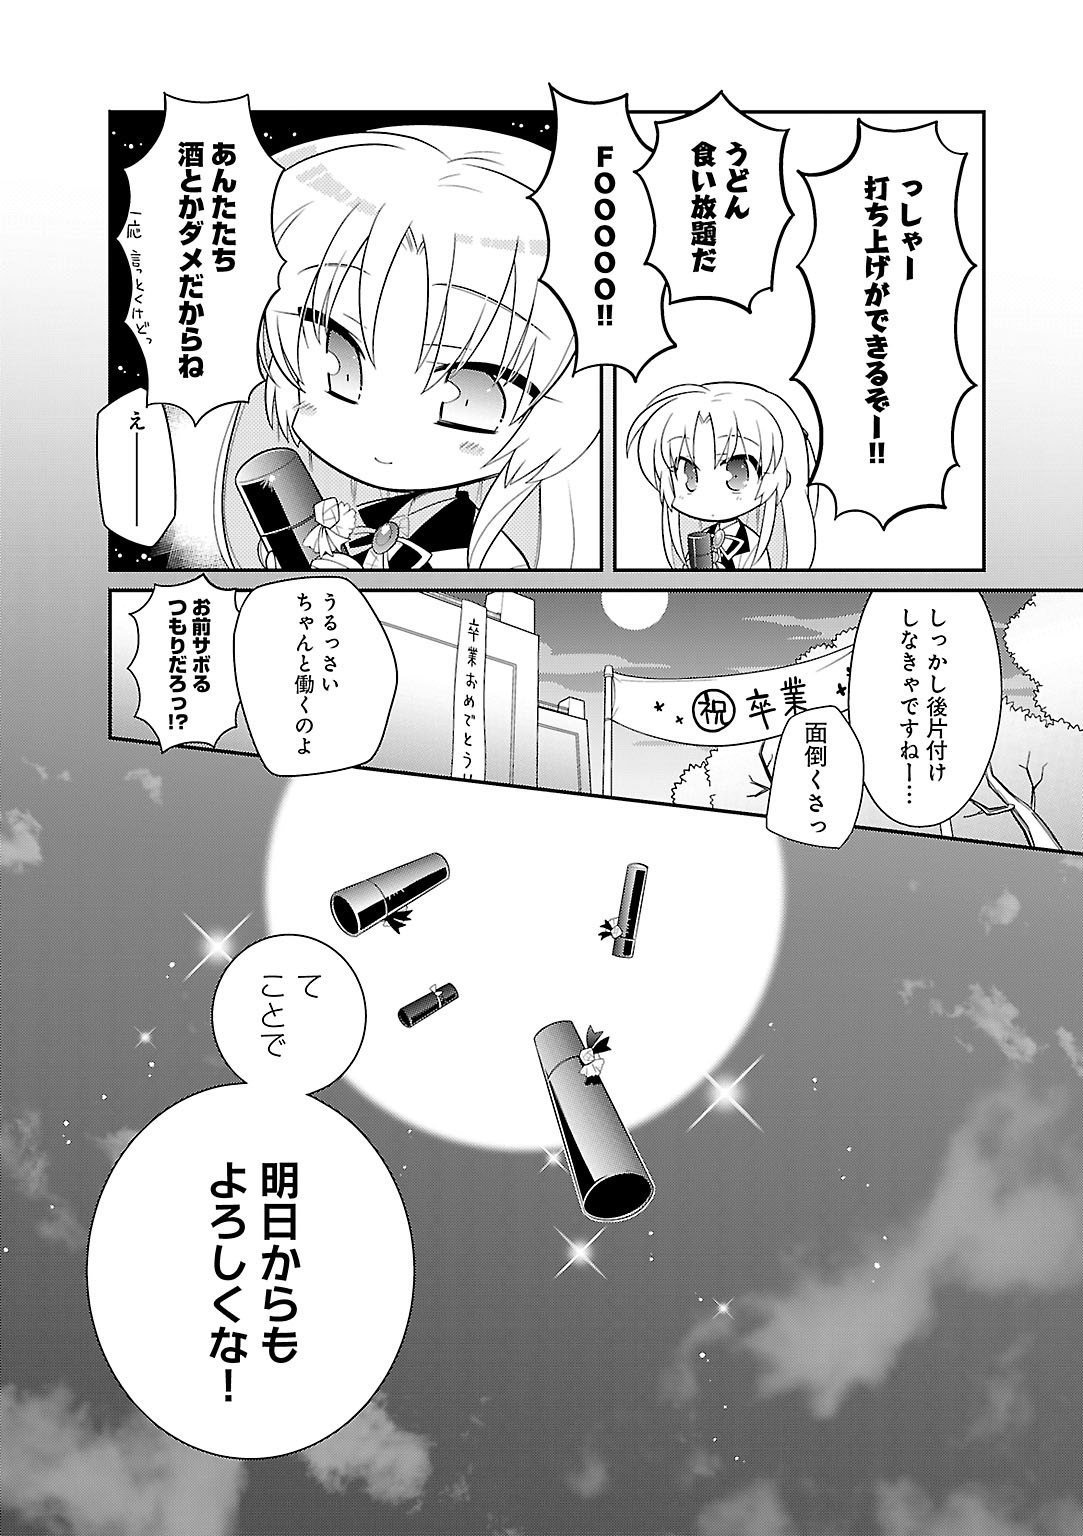 っしゃー
打ち上げができるぞー!!
うどん
食い放題だ
FOOOOO!!
あんたたち
酒とかダメだからね
一応 言っとくけどっ
えー
しっかし後片付け
しなきゃですねー…
㊗ 卒業
面倒くさっ
卒業おめでとう!!
うるっさい
ちゃんと働くのよ
お前サボる
つもりだろっ!?
て
ことで
明日からも
よろしくな!